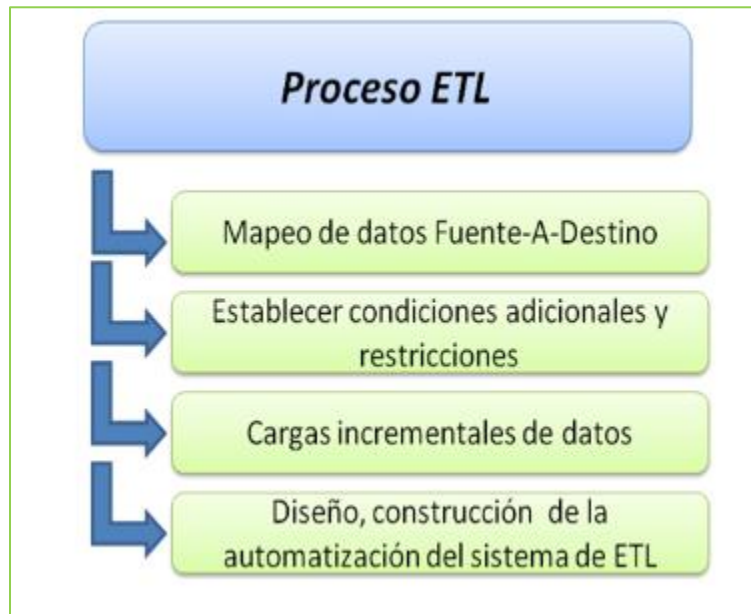 Proceso ETL
Mapeo de datos Fuente-A-Destino
Establecer condiciones adicionales y
restricciones
Cargas incrementales de datos
Diseño, construcción de la
automatización del sistema de ETL